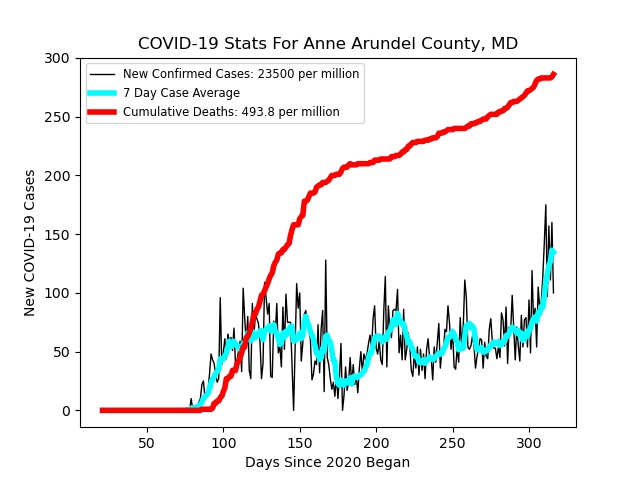 COVID-19 Stats For Anne Arundel County, MD
New Confirmed Cases: 23500 per million
7 Day Case Average
Cumulative Deaths: 493.8 per million
New COVID-19 Cases
300
250
200
150
100
50
0
50 100 150 200 250 300
Days Since 2020 Began